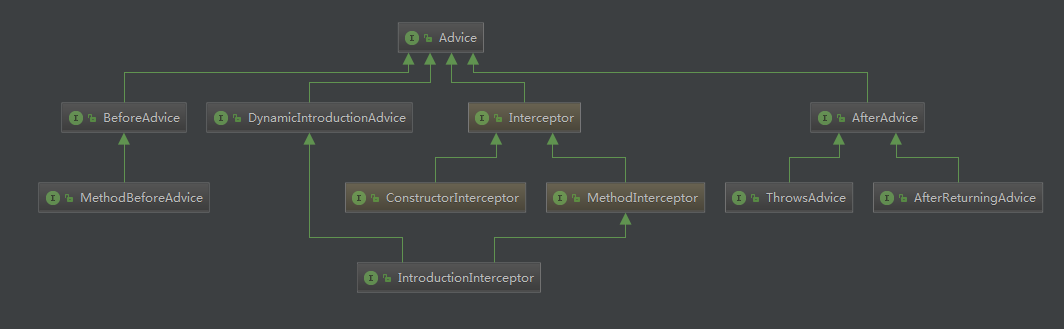 I Advice
I BeforeAdvice
I DynamicIntroductionAdvice
I Interceptor
I AfterAdvice
I MethodBeforeAdvice
I ConstructorInterceptor
I MethodInterceptor
I ThrowsAdvice
I AfterReturningAdvice
I IntroductionInterceptor